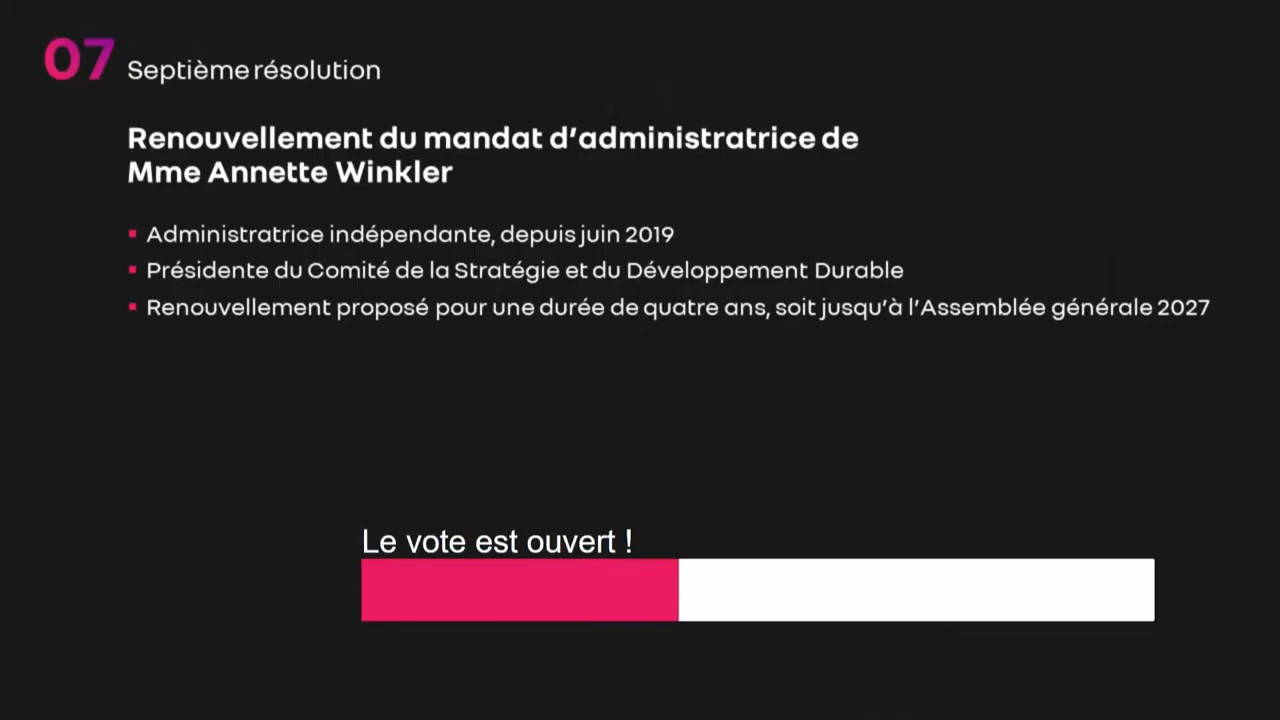 07 Septième résolution
Renouvellement du mandat d'administratrice de
Mme Annette Winkler
▪ Administratrice indépendante, depuis juin 2019
▪ Présidente du Comité de la Stratégie et du Développement Durable
▪ Renouvellement proposé pour une durée de quatre ans, soit jusqu'à l'Assemblée générale 2027
Le vote est ouvert !